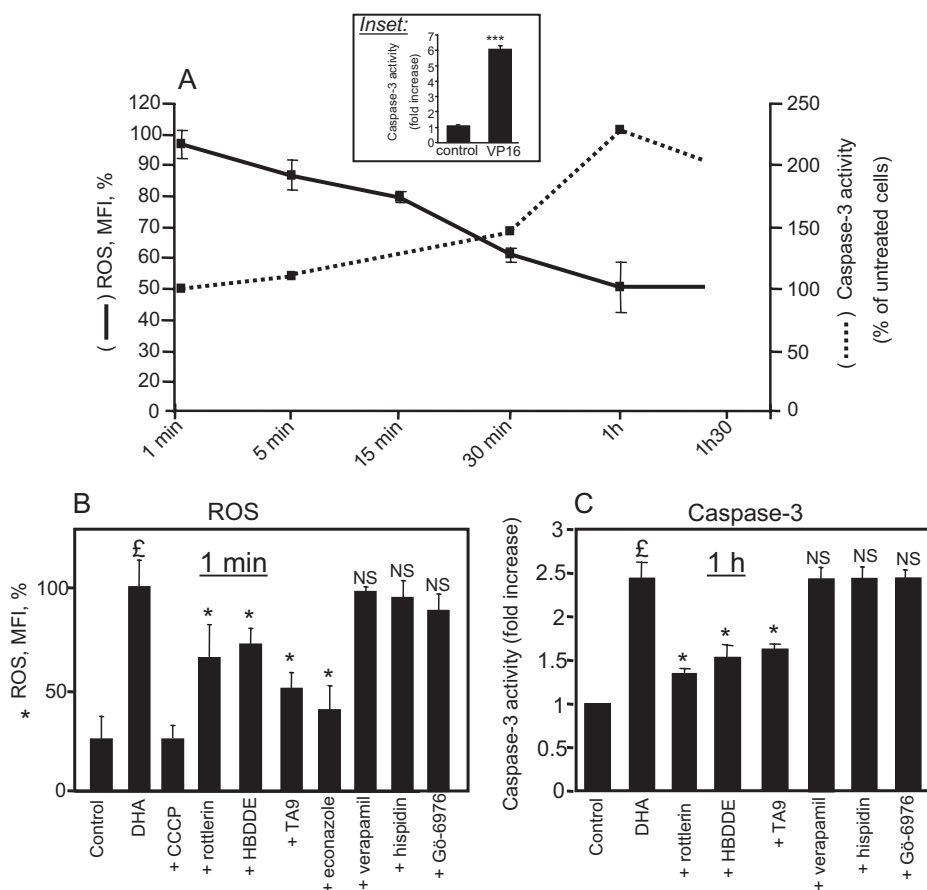 Inset:
Caspase-3 activity
(fold increase)
7
6
5
4
3
2
1
0
***
control VP16
A
120
100
90
80
70
60
50
40
30
20
0
( ) ROS, MFI, %
250
200
150
100
50
0
( ) Caspase-3 activity
(% of untreated cells)
1 min
5 min
15 min
30 min
1h
1h30
B
ROS
1 min
* ROS, MFI, %
100
50
0
£
*
*
*
*
NS
NS
NS
Control
DHA
+ CCCP
+ rottlerin
+ HBDDE
+ TA9
+ econazole
+ verapamil
+ hispidin
+ Gö-6976
C
Caspase-3
1 h
Caspase-3 activity (fold increase)
3
2.5
2
1.5
1
0.5
0
£
*
*
*
NS
NS
NS
Control
DHA
+ rottlerin
+ HBDDE
+ TA9
+verapamil
+ hispidin
+ Gö-6976